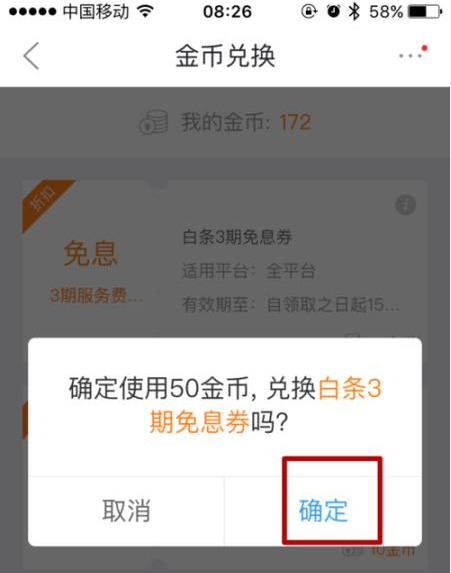 中国移动 08:26 58%
金币兑换
我的金币: 172
折扣
白条3期免息券
免息
适用平台：全平台
3期服务费...
有效期至：自领取之日起15...
确定使用50金币, 兑换白条3
期免息券吗?
取消 确定
10金币